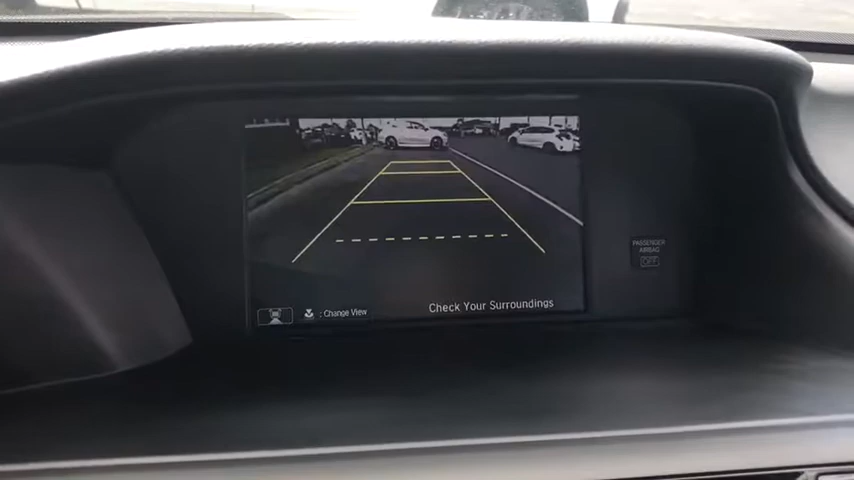 PASSENGER
AIRBAG
OFF
: Change View
Check Your Surroundings